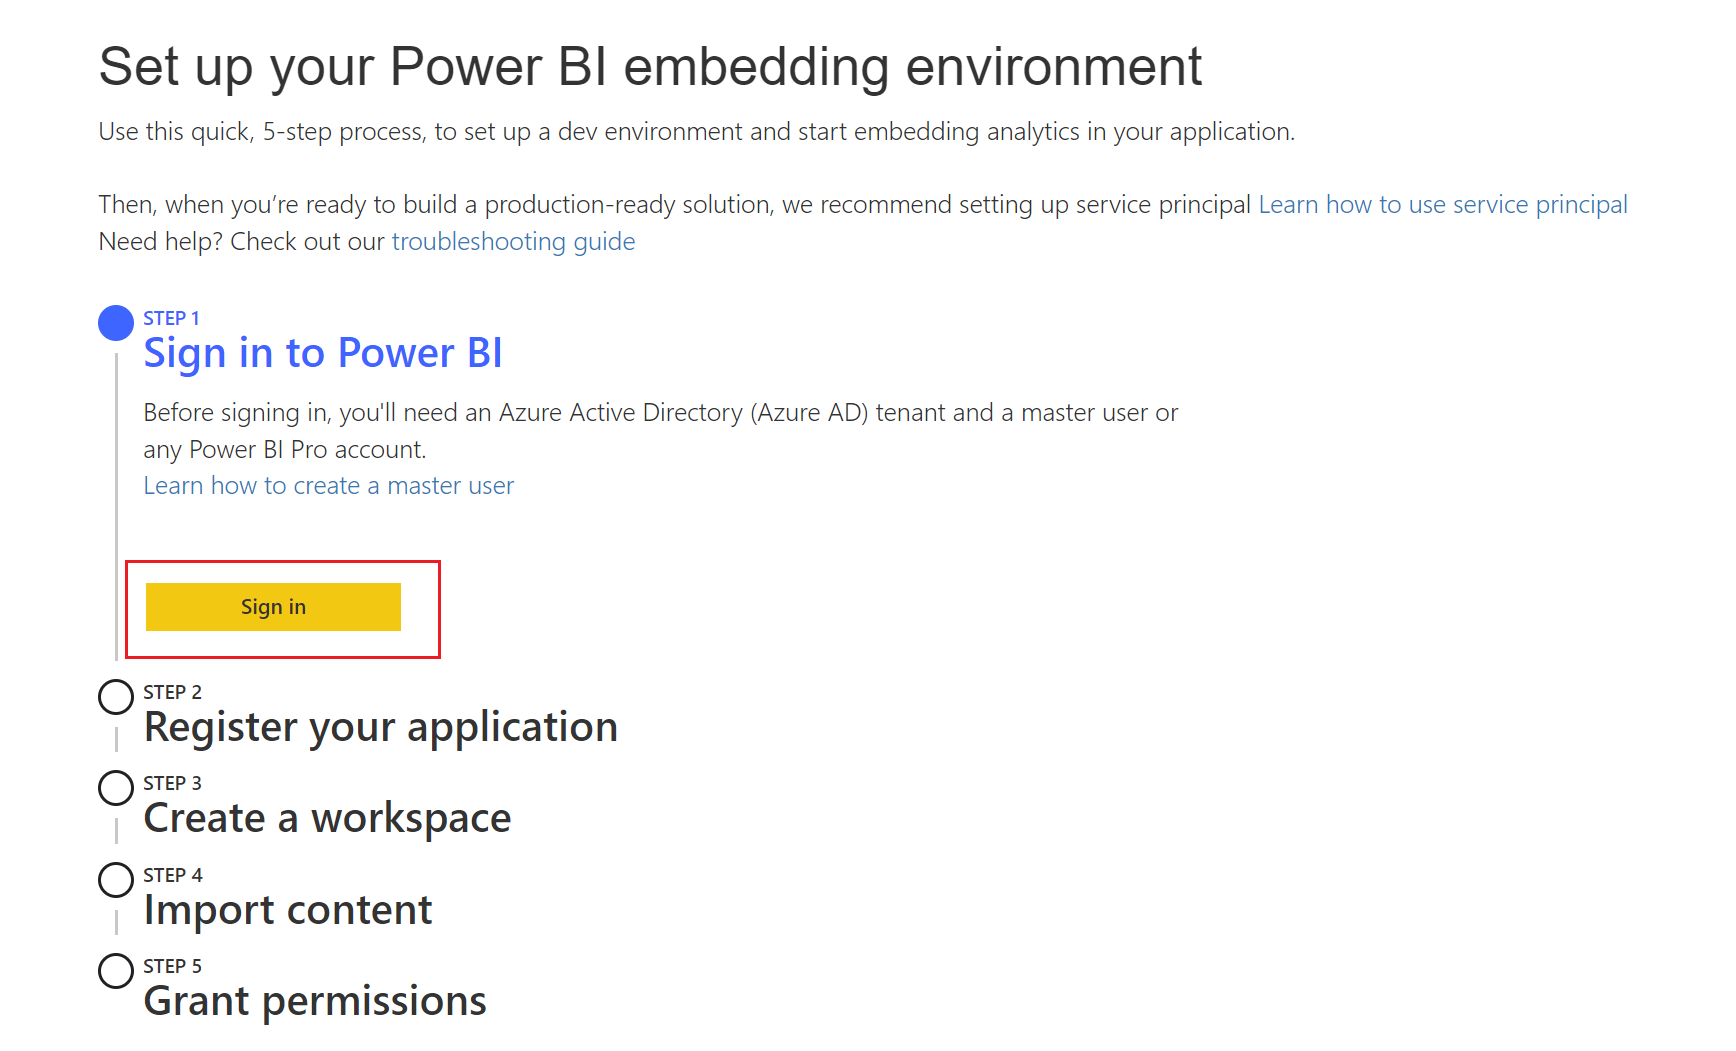 Set up your Power BI embedding environment
Use this quick, 5-step process, to set up a dev environment and start embedding analytics in your application.
Then, when you’re ready to build a production-ready solution, we recommend setting up service principal Learn how to use service principal
Need help? Check out our troubleshooting guide
STEP 1
Sign in to Power BI
Before signing in, you'll need an Azure Active Directory (Azure AD) tenant and a master user or
any Power BI Pro account.
Learn how to create a master user
Sign in
STEP 2
Register your application
STEP 3
Create a workspace
STEP 4
Import content
STEP 5
Grant permissions